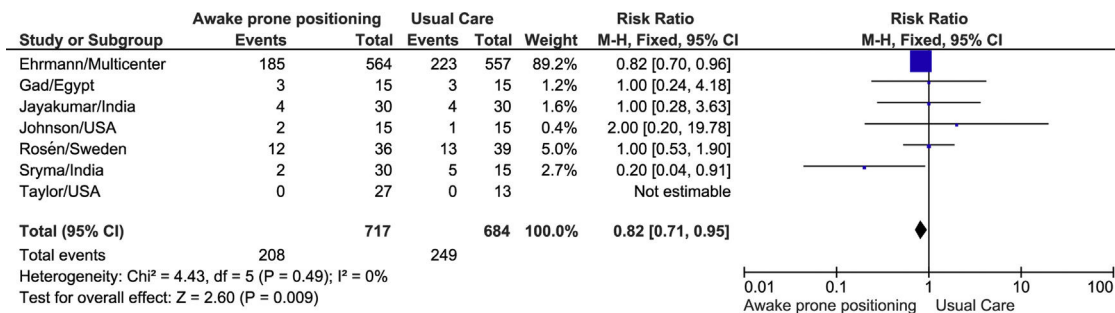 Awake prone positioning Usual Care Risk Ratio Risk Ratio
Study or Subgroup Events Total Events Total Weight M-H, Fixed, 95% CI M-H, Fixed, 95% CI
Ehrmann/Multicenter 185 564 223 557 89.2% 0.82 [0.70, 0.96]
Gad/Egypt 3 15 3 15 1.2% 1.00 [0.24, 4.18]
Jayakumar/India 4 30 4 30 1.6% 1.00 [0.28, 3.63]
Johnson/USA 2 15 1 15 0.4% 2.00 [0.20, 19.78]
Rosén/Sweden 12 36 13 39 5.0% 1.00 [0.53, 1.90]
Sryma/India 2 30 5 15 2.7% 0.20 [0.04, 0.91]
Taylor/USA 0 27 0 13 Not estimable
Total (95% CI) 717 684 100.0% 0.82 [0.71, 0.95]
Total events 208 249
Heterogeneity: Chi² = 4.43, df = 5 (P = 0.49); I² = 0%
Test for overall effect: Z = 2.60 (P = 0.009)
0.01 0.1 1 10 100
Awake prone positioning Usual Care